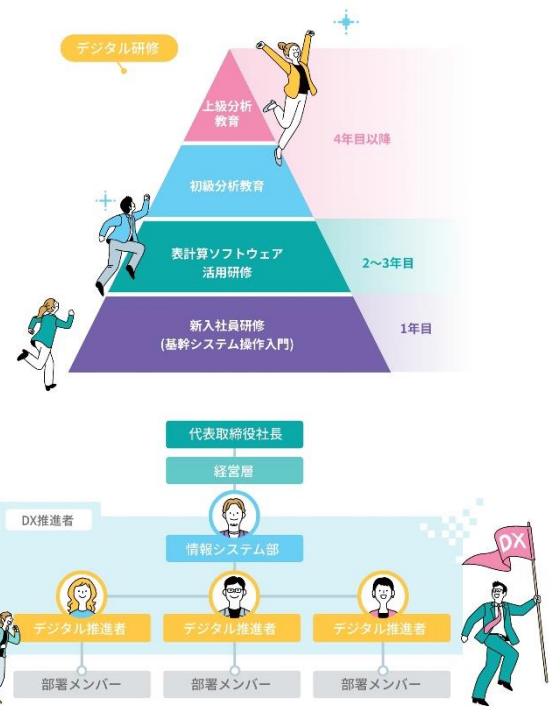 デジタル研修
上級分析
教育
4年目以降
初級分析教育
表計算ソフトウェア
活用研修
2〜3年目
新入社員研修
(基幹システム操作入門)
1年目
代表取締役社長
経営層
DX推進者
DX
情報システム部
デジタル推進者
デジタル推進者
デジタル推進者
部署メンバー
部署メンバー
部署メンバー